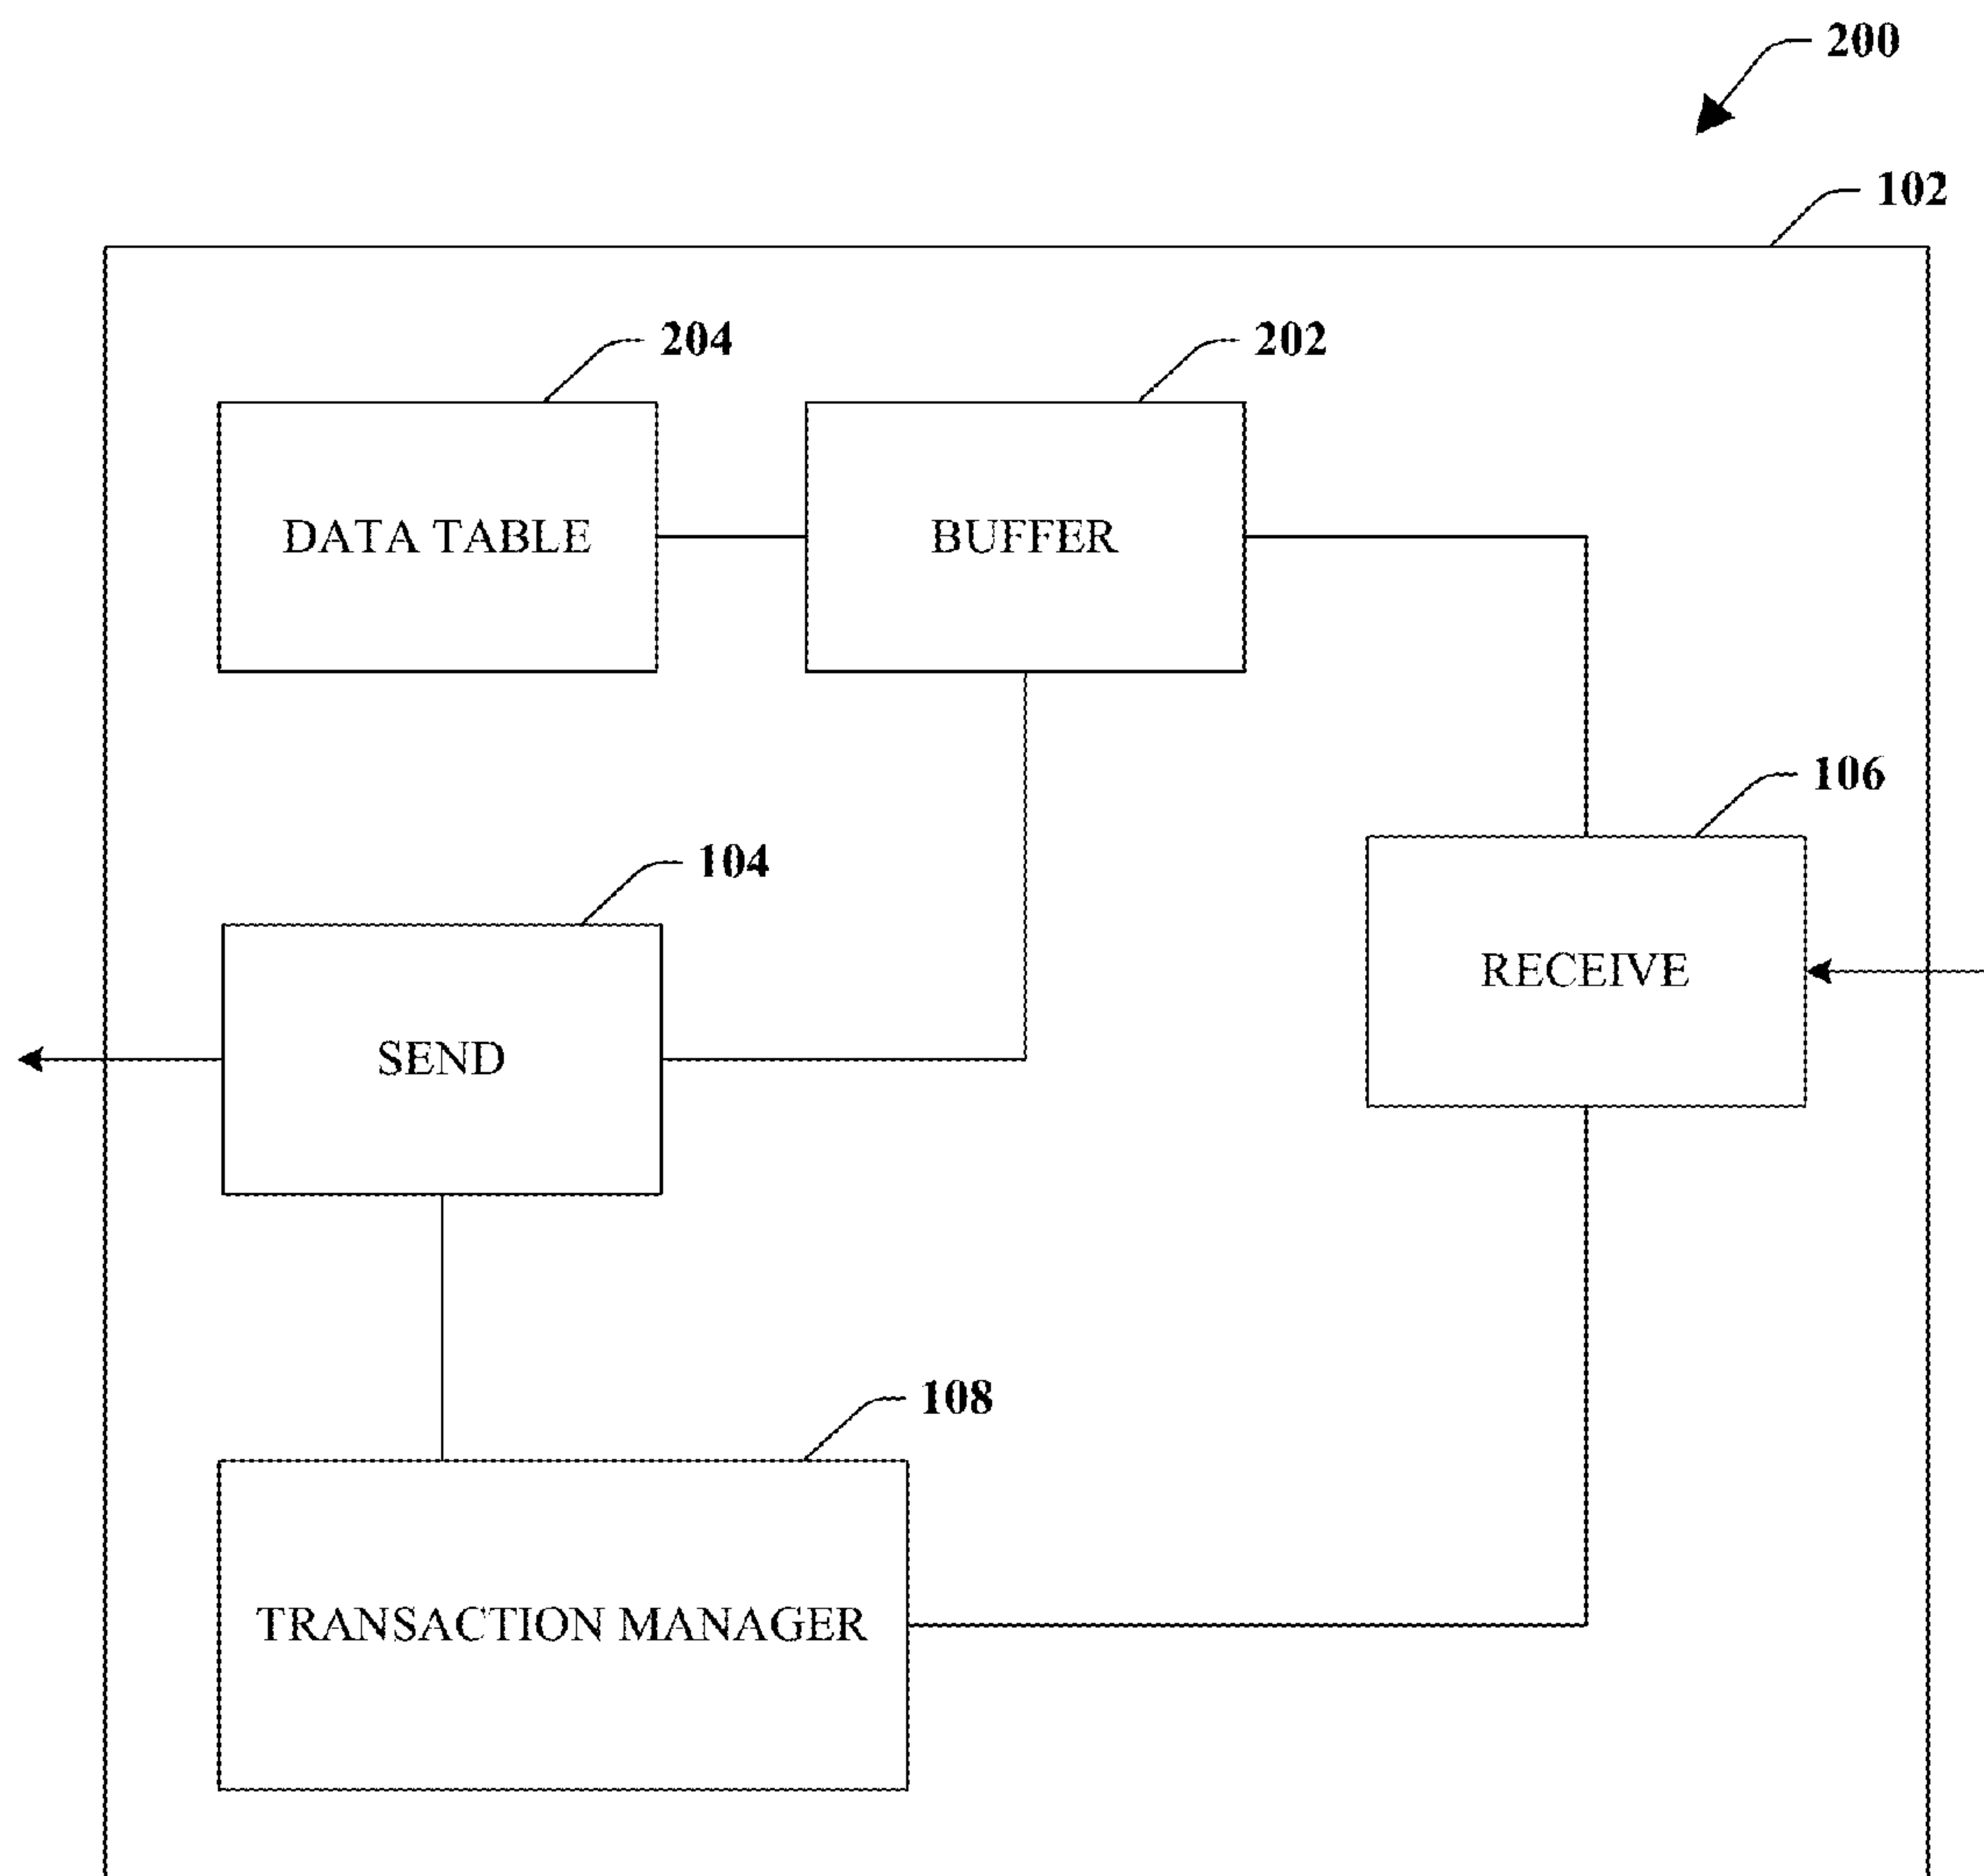 200
102
204
202
DATA TABLE
BUFFER
106
104
RECEIVE
SEND
108
TRANSACTION MANAGER